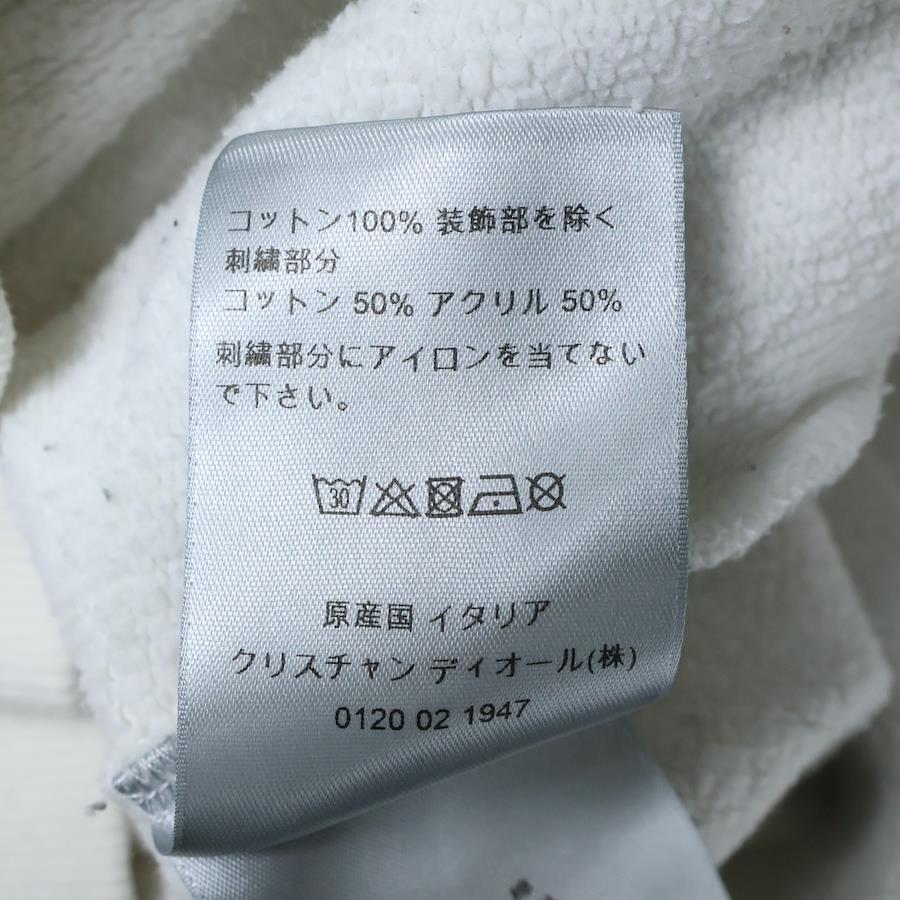 コットン100% 装飾部を除く
刺繍部分
コットン 50% アクリル 50%
刺繍部分にアイロンを当てない
で下さい。
30
原産国 イタリア
クリスチャン ディオール(株)
0120 02 1947